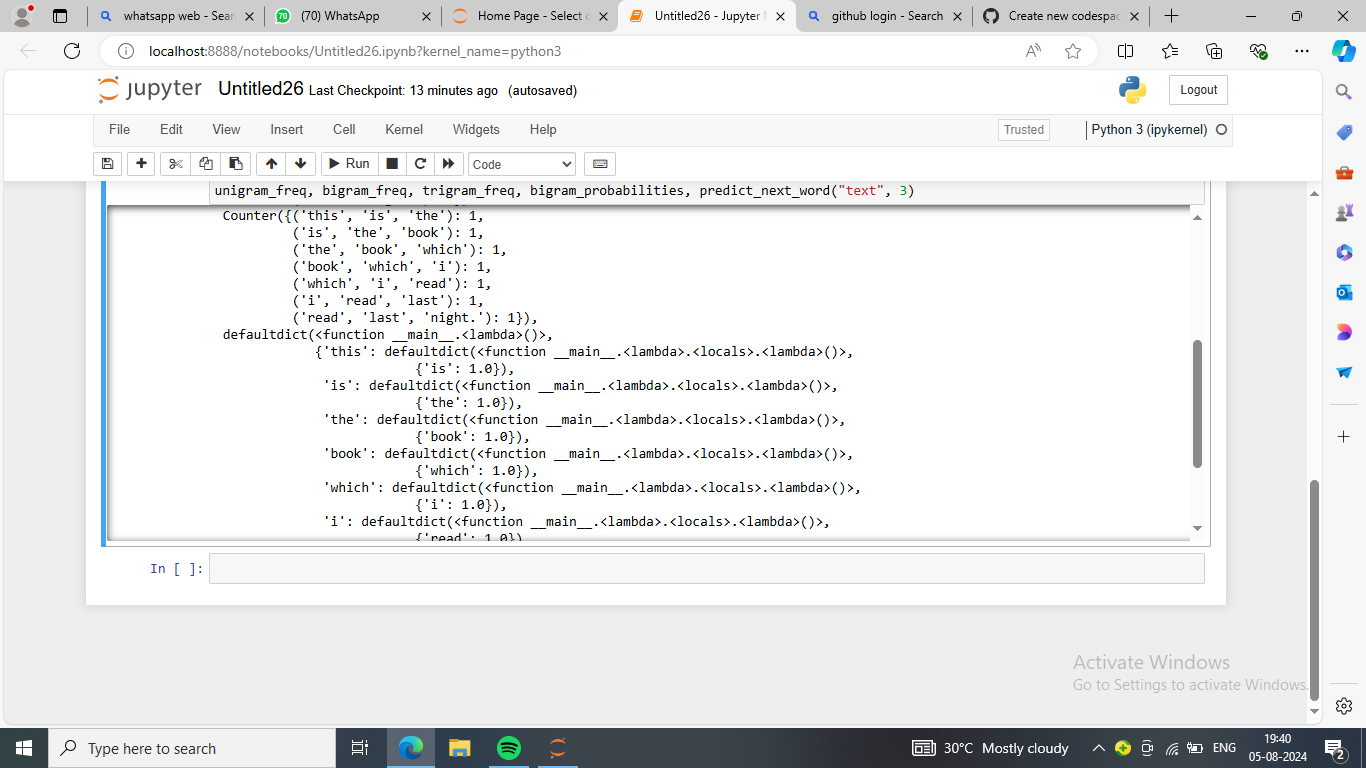 whatsapp web - Sear
(70) WhatsApp
Home Page - Select c
Untitled26 - Jupyter N
github login - Search
Create new codespac
localhost:8888/notebooks/Untitled26.ipynb?kernel_name=python3
jupyter Untitled26 Last Checkpoint: 13 minutes ago (autosaved)
Logout
File Edit View Insert Cell Kernel Widgets Help
Trusted
Python 3 (ipykernel)
Run
Code
unigram_freq, bigram_freq, trigram_freq, bigram_probabilities, predict_next_word("text", 3)
Counter({('this', 'is', 'the'): 1,
('is', 'the', 'book'): 1,
('the', 'book', 'which'): 1,
('book', 'which', 'i'): 1,
('which', 'i', 'read'): 1,
('i', 'read', 'last'): 1,
('read', 'last', 'night.'): 1}),
defaultdict(<function __main__.<lambda>()>,
{'this': defaultdict(<function __main__.<lambda>.<locals>.<lambda>()>,
{'is': 1.0}),
'is': defaultdict(<function __main__.<lambda>.<locals>.<lambda>()>,
{'the': 1.0}),
'the': defaultdict(<function __main__.<lambda>.<locals>.<lambda>()>,
{'book': 1.0}),
'book': defaultdict(<function __main__.<lambda>.<locals>.<lambda>()>,
{'which': 1.0}),
'which': defaultdict(<function __main__.<lambda>.<locals>.<lambda>()>,
{'i': 1.0}),
'i': defaultdict(<function __main__.<lambda>.<locals>.<lambda>()>,
{'read': 1.0})
In [ ]:
Activate Windows
Go to Settings to activate Windows.
Type here to search
30°C Mostly cloudy
ENG
19:40
05-08-2024
2